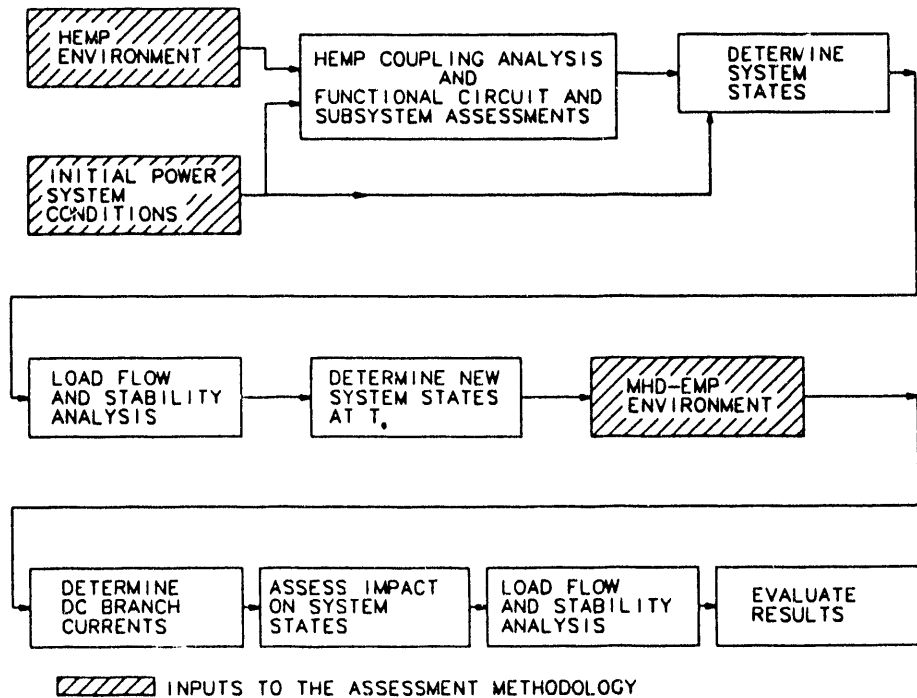 HEMP
ENVIRONMENT
HEMP COUPLING ANALYSIS
AND
FUNCTIONAL CIRCUIT AND
SUBSYSTEM ASSESSMENTS
DETERMINE
SYSTEM
STATES
INITIAL POWER
SYSTEM
CONDITIONS
LOAD FLOW
AND STABILITY
ANALYSIS
DETERMINE NEW
SYSTEM STATES
AT T.
MHD-EMP
ENVIRONMENT
DETERMINE
DC BRANCH
CURRENTS
ASSESS IMPACT
ON SYSTEM
STATES
LOAD FLOW
AND STABILITY
ANALYSIS
EVALUATE
RESULTS
INPUTS TO THE ASSESSMENT METHODOLOGY